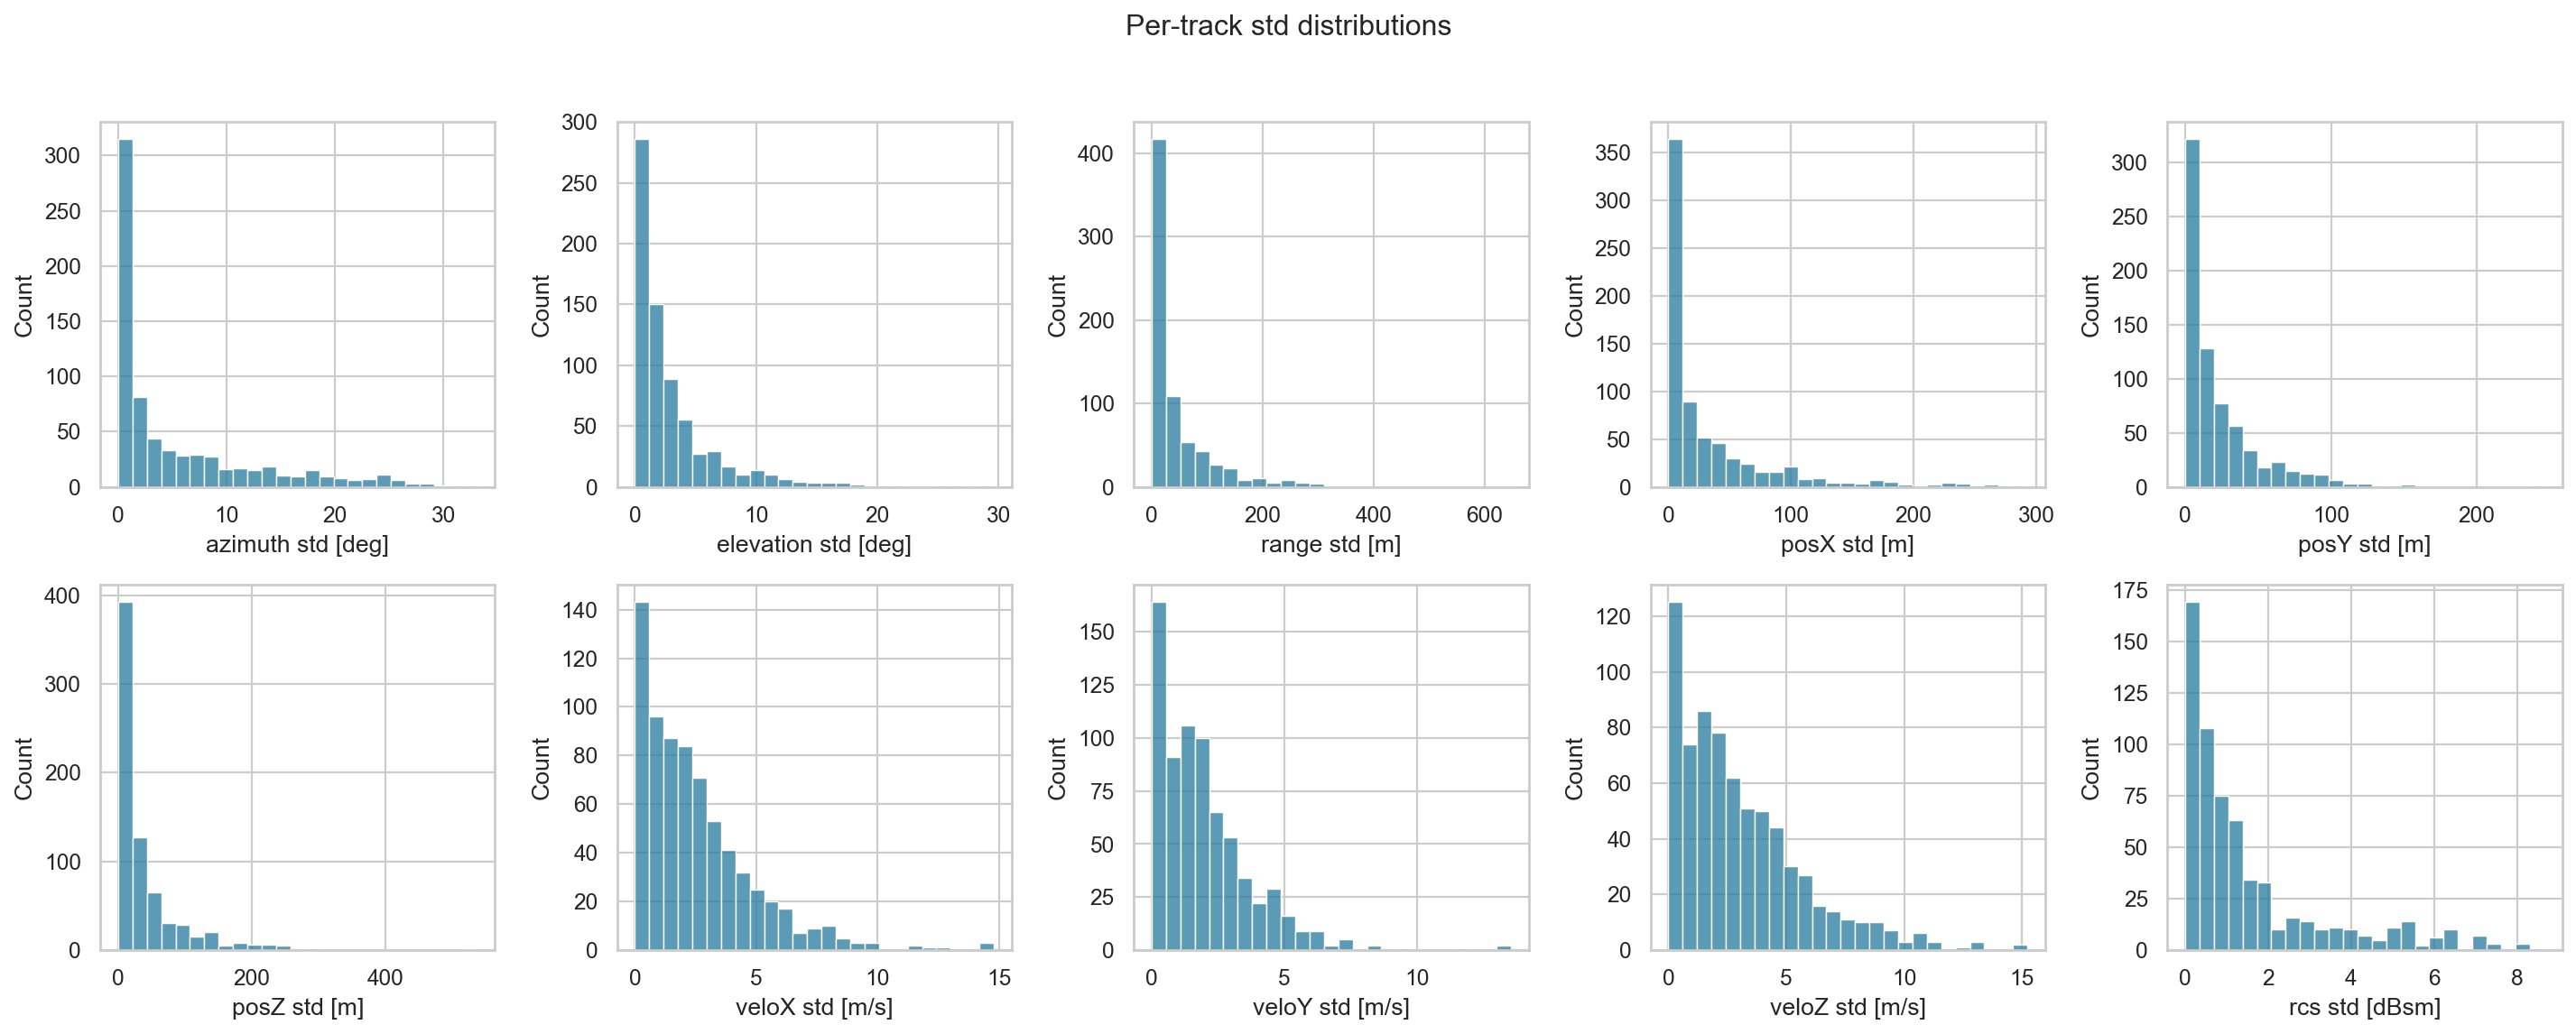 Per-track std distributions
Count
300
250
200
150
100
50
0
0 10 20 30
azimuth std [deg]
Count
300
250
200
150
100
50
0
0 10 20 30
elevation std [deg]
Count
400
300
200
100
0
0 200 400 600
range std [m]
Count
350
300
250
200
150
100
50
0
0 100 200 300
posX std [m]
Count
300
250
200
150
100
50
0
0 100 200
posY std [m]
Count
400
300
200
100
0
0 200 400
posZ std [m]
Count
140
120
100
80
60
40
20
0
0 5 10 15
veloX std [m/s]
Count
150
125
100
75
50
25
0
0 5 10
veloY std [m/s]
Count
120
100
80
60
40
20
0
0 5 10 15
veloZ std [m/s]
Count
175
150
125
100
75
50
25
0
0 2 4 6 8
rcs std [dBsm]